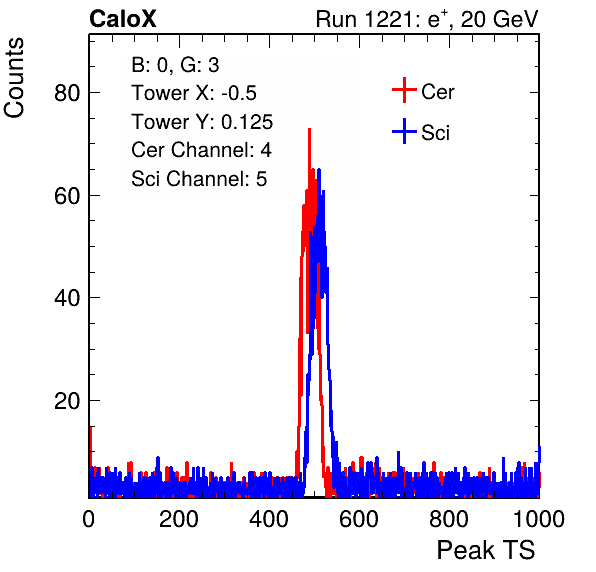 CaloX Run 1221: e+, 20 GeV
Counts
B: 0, G: 3
Tower X: -0.5
Tower Y: 0.125
Cer Channel: 4
Sci Channel: 5
Cer
Sci
80
60
40
20
0 200 400 600 800 1000
Peak TS